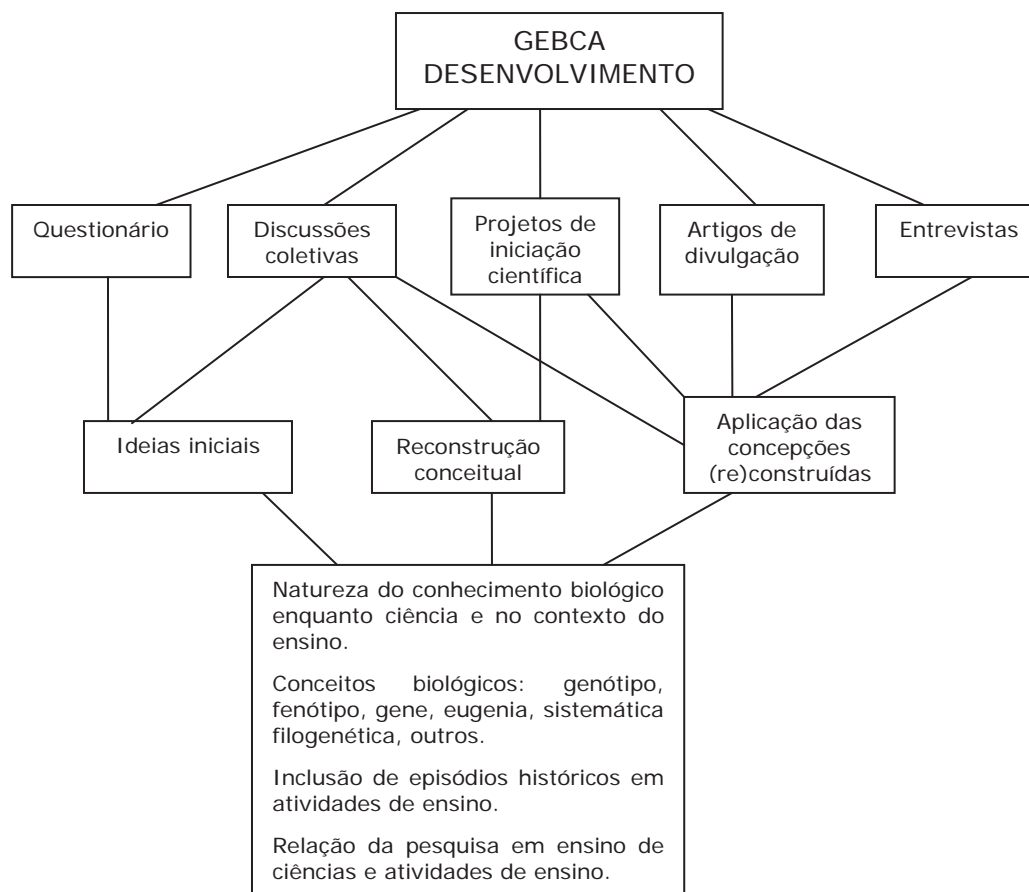 GEBCA
DESENVOLVIMENTO
Questionário
Discussões
coletivas
Projetos de
iniciação
científica
Artigos de
divulgação
Entrevistas
Ideias iniciais
Reconstrução
conceitual
Aplicação das
concepções
(re)construídas
Natureza do conhecimento biológico
enquanto ciência e no contexto do
ensino.
Conceitos biológicos: genótipo,
fenótipo, gene, eugenia, sistemática
filogenética, outros.
Inclusão de episódios históricos em
atividades de ensino.
Relação da pesquisa em ensino de
ciências e atividades de ensino.